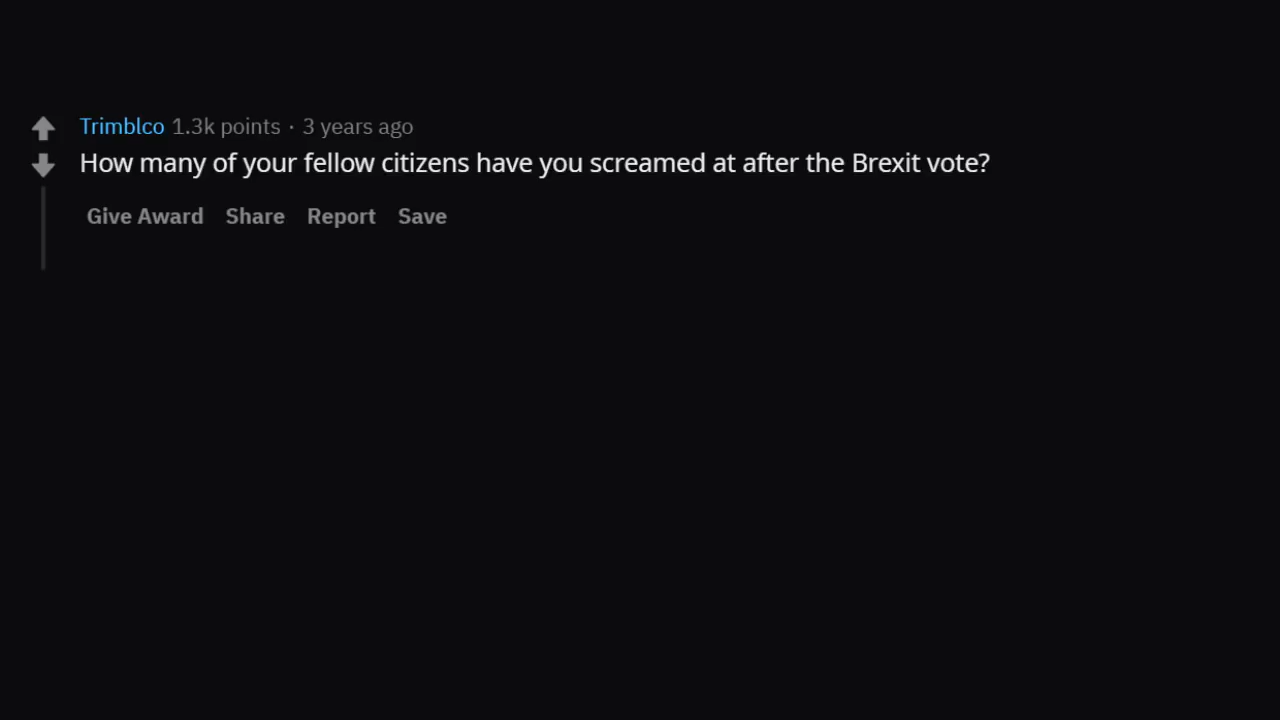 Trimblco 1.3k points · 3 years ago
How many of your fellow citizens have you screamed at after the Brexit vote?
Give Award Share Report Save